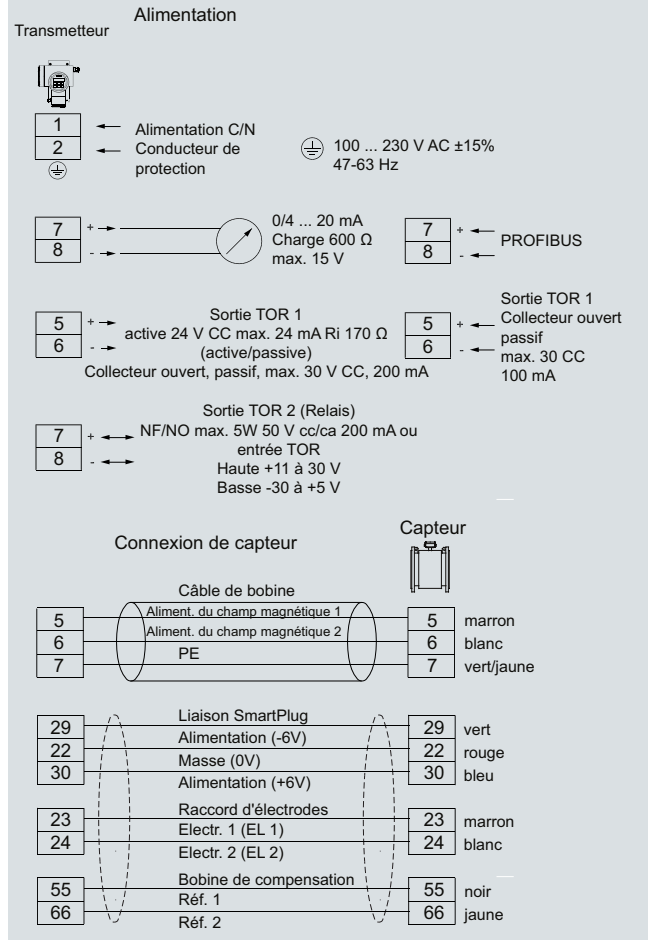 Alimentation
Transmetteur
1
2
Alimentation C/N
Conducteur de
protection
100 ... 230 V AC ±15%
47-63 Hz
7
8
+
-
0/4 ... 20 mA
Charge 600 Ω
max. 15 V
7
8
+
-
PROFIBUS
5
6
+
-
Sortie TOR 1
active 24 V CC max. 24 mA Ri 170 Ω
(active/passive)
Collecteur ouvert, passif, max. 30 V CC, 200 mA
5
6
+
-
Sortie TOR 1
Collecteur ouvert
passif
max. 30 CC
100 mA
7
8
+
-
Sortie TOR 2 (Relais)
NF/NO max. 5W 50 V cc/ca 200 mA ou
entrée TOR
Haute +11 à 30 V
Basse -30 à +5 V
Connexion de capteur
Capteur
Câble de bobine
5 Aliment. du champ magnétique 1 5 marron
6 Aliment. du champ magnétique 2 6 blanc
7 PE 7 vert/jaune
Liaison SmartPlug
29 Alimentation (-6V) 29 vert
22 Masse (0V) 22 rouge
30 Alimentation (+6V) 30 bleu
Raccord d'électrodes
23 Electr. 1 (EL 1) 23 marron
24 Electr. 2 (EL 2) 24 blanc
Bobine de compensation
55 Réf. 1 55 noir
66 Réf. 2 66 jaune